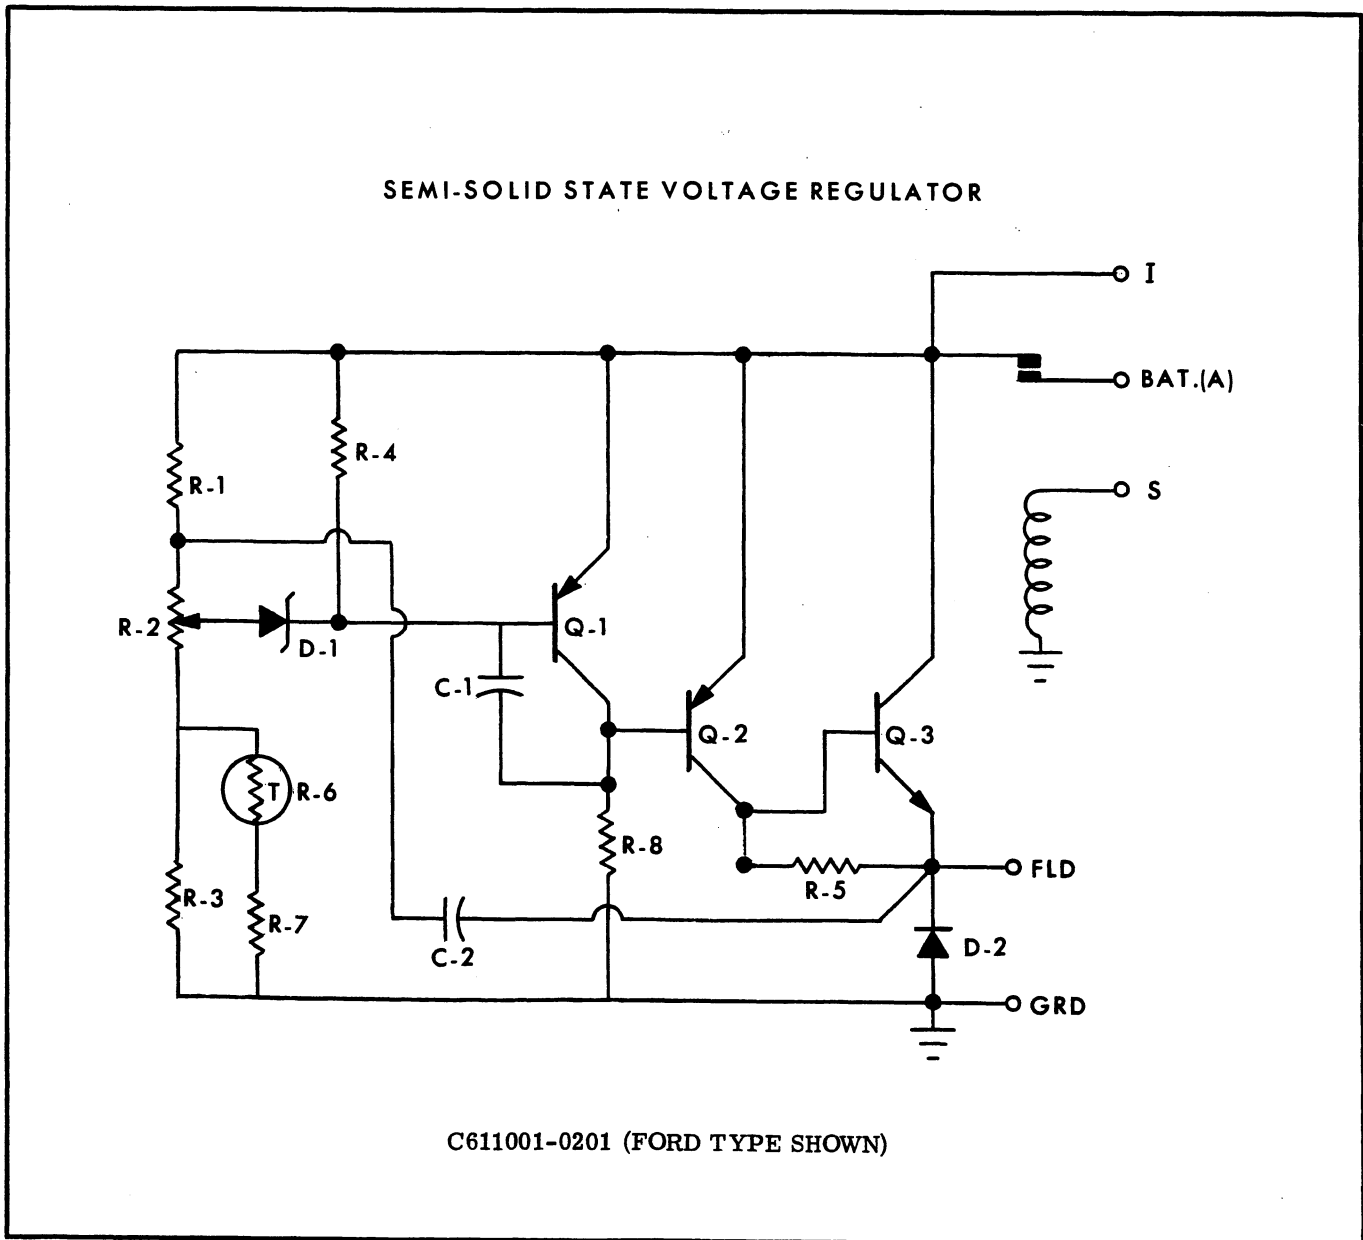 SEMI-SOLID STATE VOLTAGE REGULATOR
I
BAT.(A)
S
R-1
R-4
R-2
D-1
Q-1
C-1
Q-2
Q-3
T R-6
R-8
R-5
FLD
R-3
R-7
C-2
D-2
GRD
C611001-0201 (FORD TYPE SHOWN)